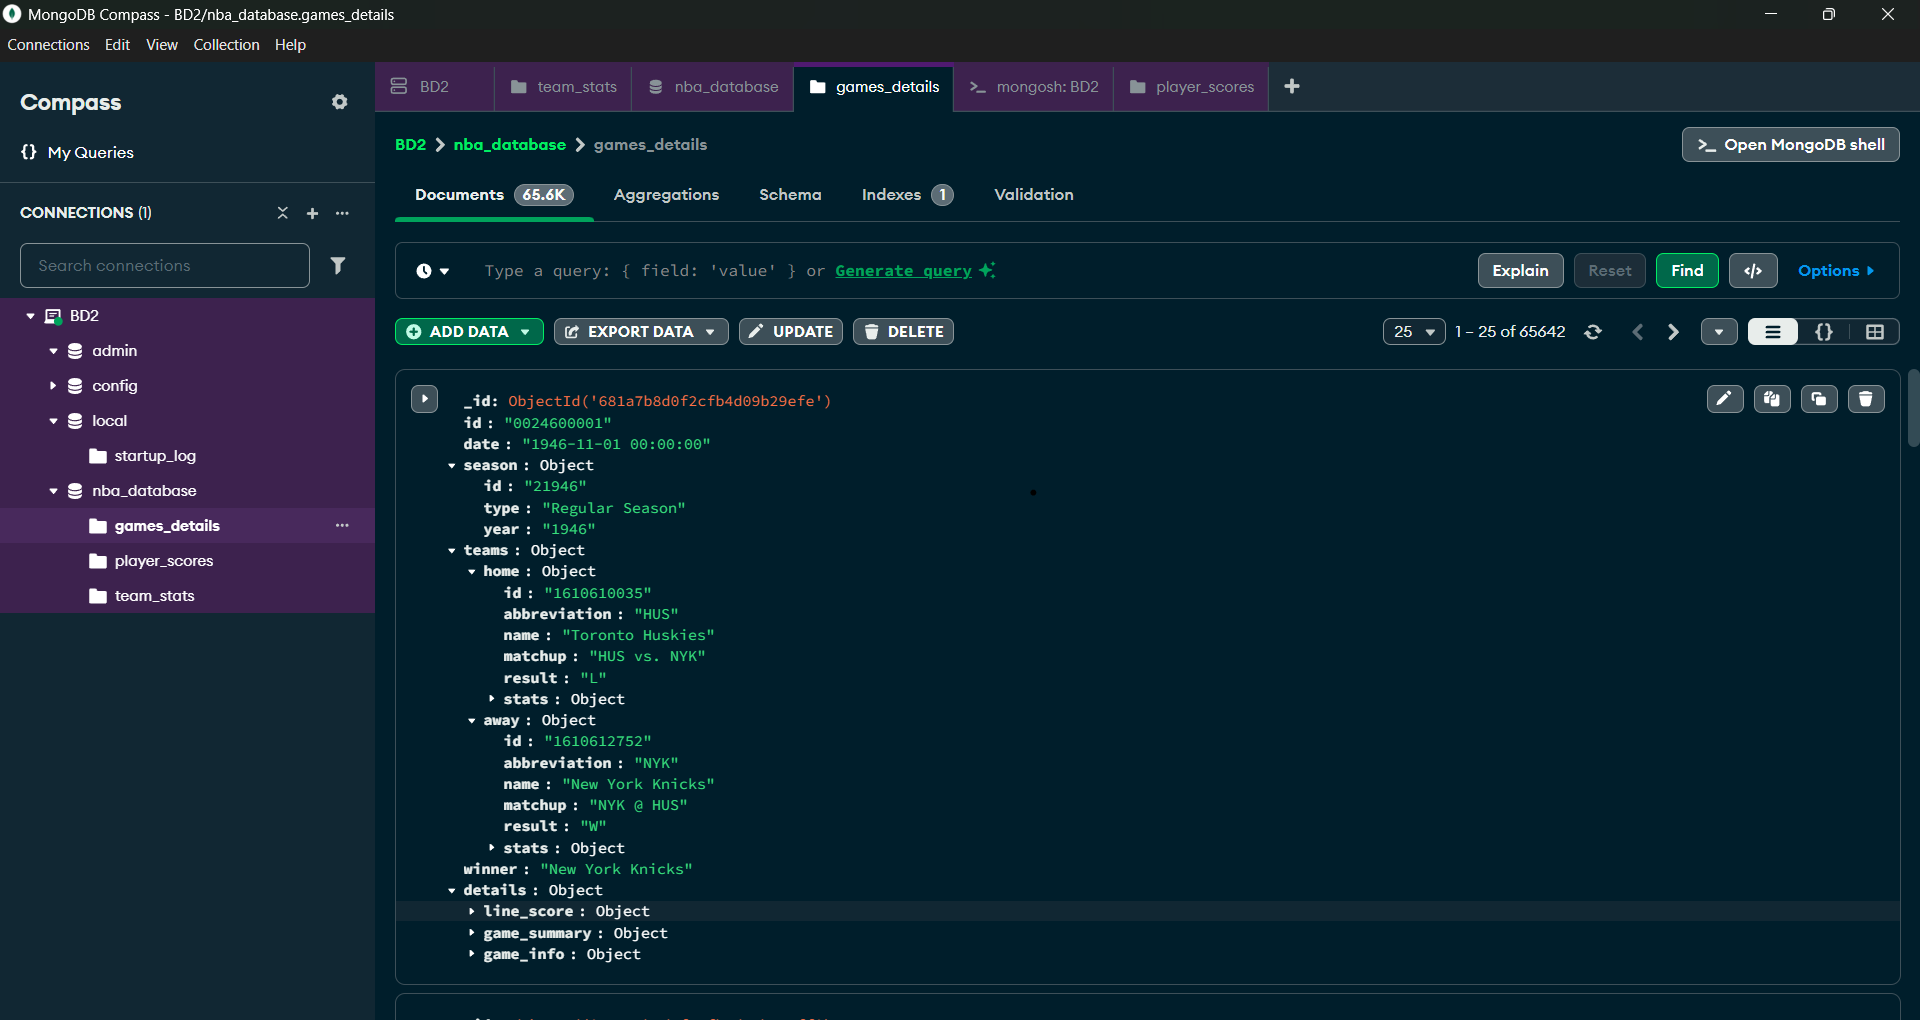 MongoDB Compass - BD2/nba_database.games_details
Connections Edit View Collection Help
Compass
{} My Queries
CONNECTIONS (1)
Search connections
BD2
admin
config
local
startup_log
nba_database
games_details
player_scores
team_stats
BD2 team_stats nba_database games_details >_ mongosh: BD2 player_scores +
BD2 > nba_database > games_details
>_ Open MongoDB shell
Documents 65.6K Aggregations Schema Indexes 1 Validation
Type a query: { field: 'value' } or Generate query
Explain Reset Find </> Options
ADD DATA EXPORT DATA UPDATE DELETE
25 1 – 25 of 65642 {}
_id: ObjectId('681a7b8d0f2cfb4d09b29efe')
id : "0024600001"
date : "1946-11-01 00:00:00"
season : Object
id : "21946"
type : "Regular Season"
year : "1946"
teams : Object
home : Object
id : "1610610035"
abbreviation : "HUS"
name : "Toronto Huskies"
matchup : "HUS vs. NYK"
result : "L"
stats : Object
away : Object
id : "1610612752"
abbreviation : "NYK"
name : "New York Knicks"
matchup : "NYK @ HUS"
result : "W"
stats : Object
winner : "New York Knicks"
details : Object
line_score : Object
game_summary : Object
game_info : Object